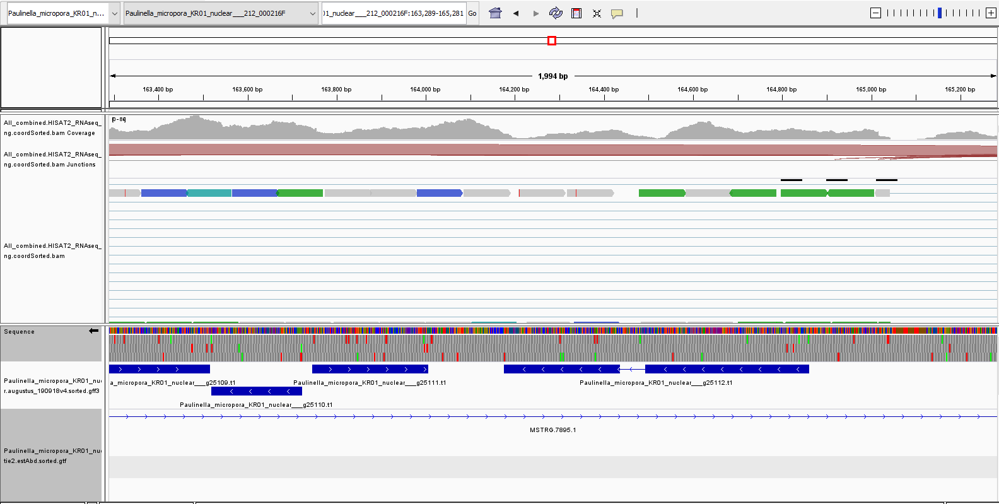 Paulinella_micropora_KR01_n... Paulinella_micropora_KR01_nuclear___212_000216F )1_nuclear___212_000216F:163,289-165,281 Go
1,994 bp
163,400 bp 163,600 bp 163,800 bp 164,000 bp 164,200 bp 164,400 bp 164,600 bp 164,800 bp 165,000 bp 165,200 bp
All_combined.HISAT2_RNAseq_
ng.coordSorted.bam Coverage
All_combined.HISAT2_RNAseq_
ng.coordSorted.bam Junctions
All_combined.HISAT2_RNAseq_
ng.coordSorted.bam
Sequence
Paulinella_micropora_KR01_nu
r.augustus_190918v4.sorted.gff3
a_micropora_KR01_nuclear___g25109.t1 Paulinella_micropora_KR01_nuclear___g25111.t1 Paulinella_micropora_KR01_nuclear___g25112.t1
Paulinella_micropora_KR01_nuclear___g25110.t1
MSTRG.7895.1
Paulinella_micropora_KR01_nu
tie2.estAbd.sorted.gtf